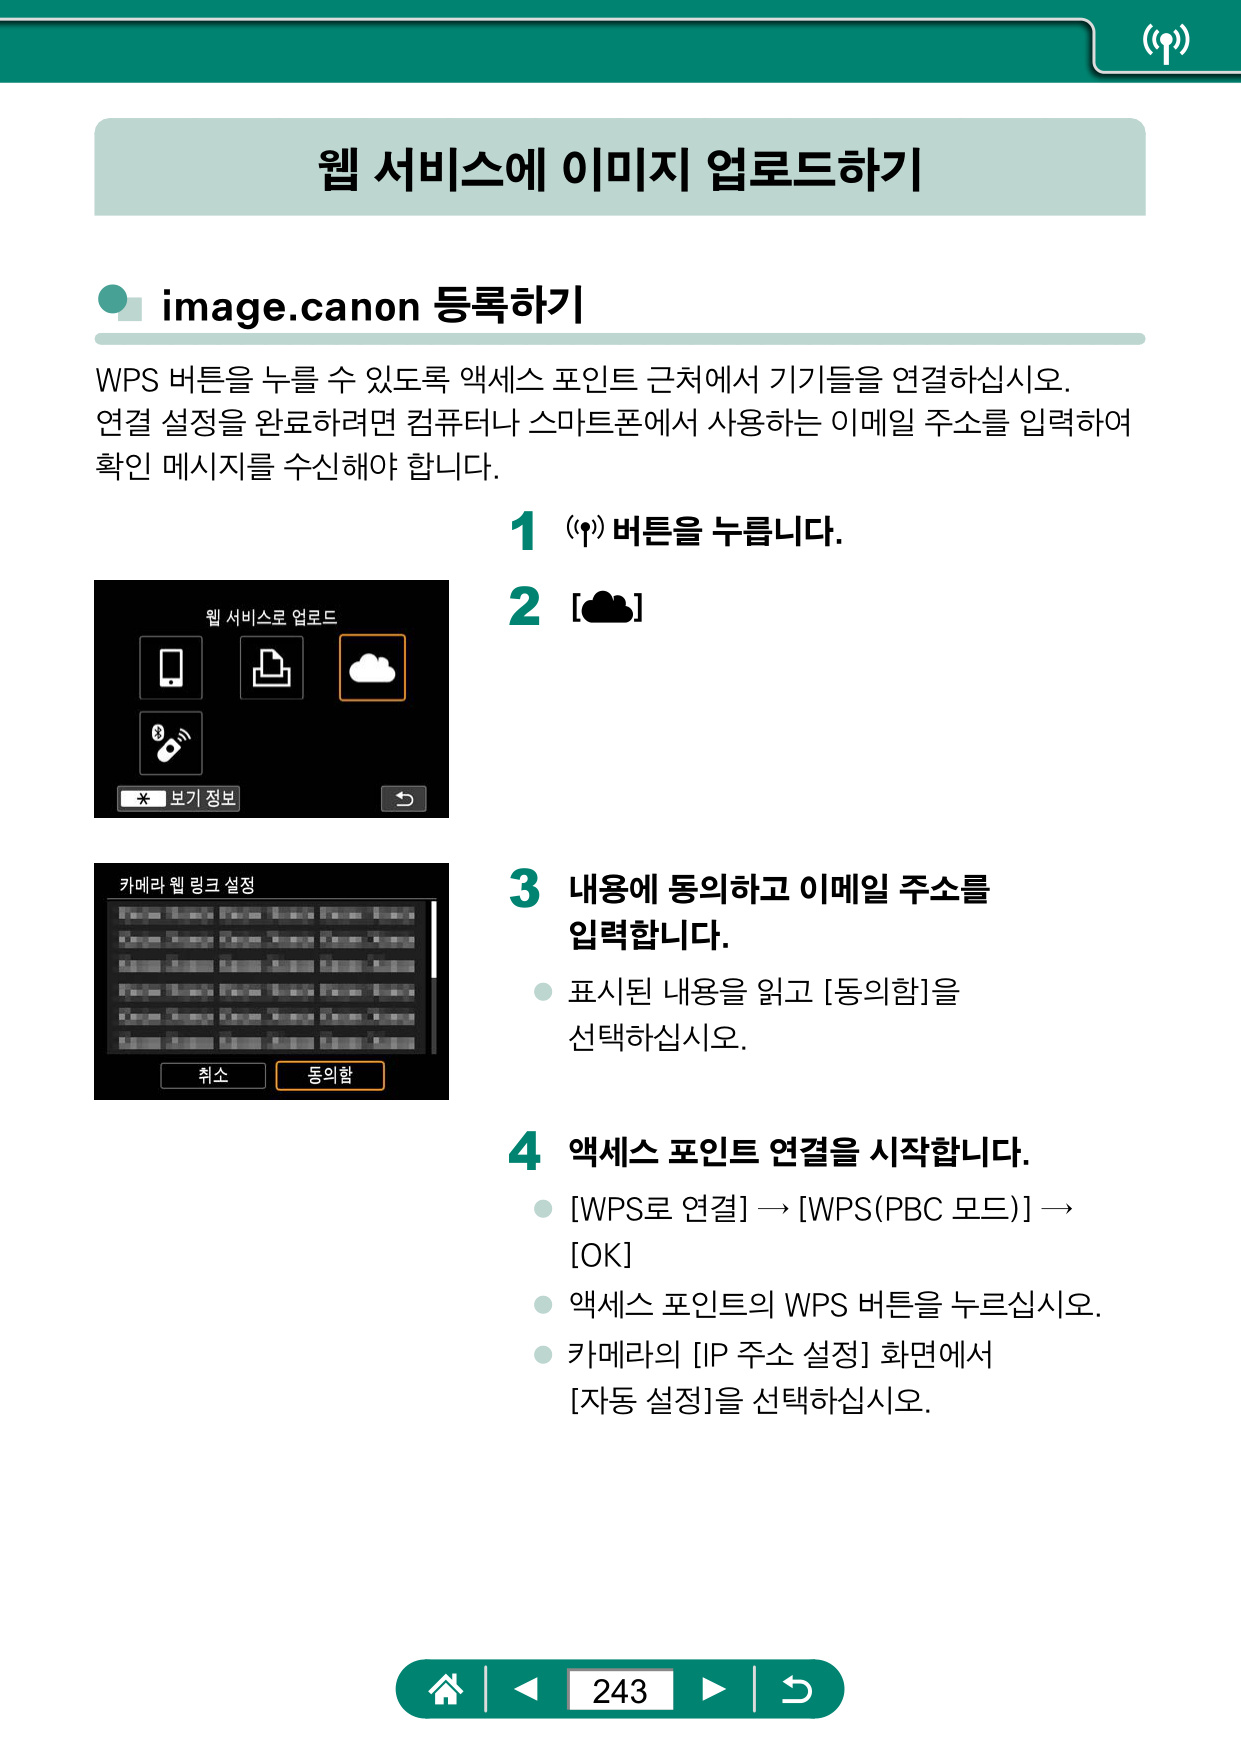 웹 서비스에 이미지 업로드하기
image.canon 등록하기
WPS 버튼을 누를 수 있도록 액세스 포인트 근처에서 기기들을 연결하십시오.
연결 설정을 완료하려면 컴퓨터나 스마트폰에서 사용하는 이메일 주소를 입력하여
확인 메시지를 수신해야 합니다.
1 버튼을 누릅니다.
웹 서비스로 업로드
보기 정보
2 [ ]
카메라 웹 링크 설정
취소 동의함
3 내용에 동의하고 이메일 주소를
입력합니다.
표시된 내용을 읽고 [동의함]을
선택하십시오.
4 액세스 포인트 연결을 시작합니다.
[WPS로 연결] → [WPS(PBC 모드)] →
[OK]
액세스 포인트의 WPS 버튼을 누르십시오.
카메라의 [IP 주소 설정] 화면에서
[자동 설정]을 선택하십시오.
243